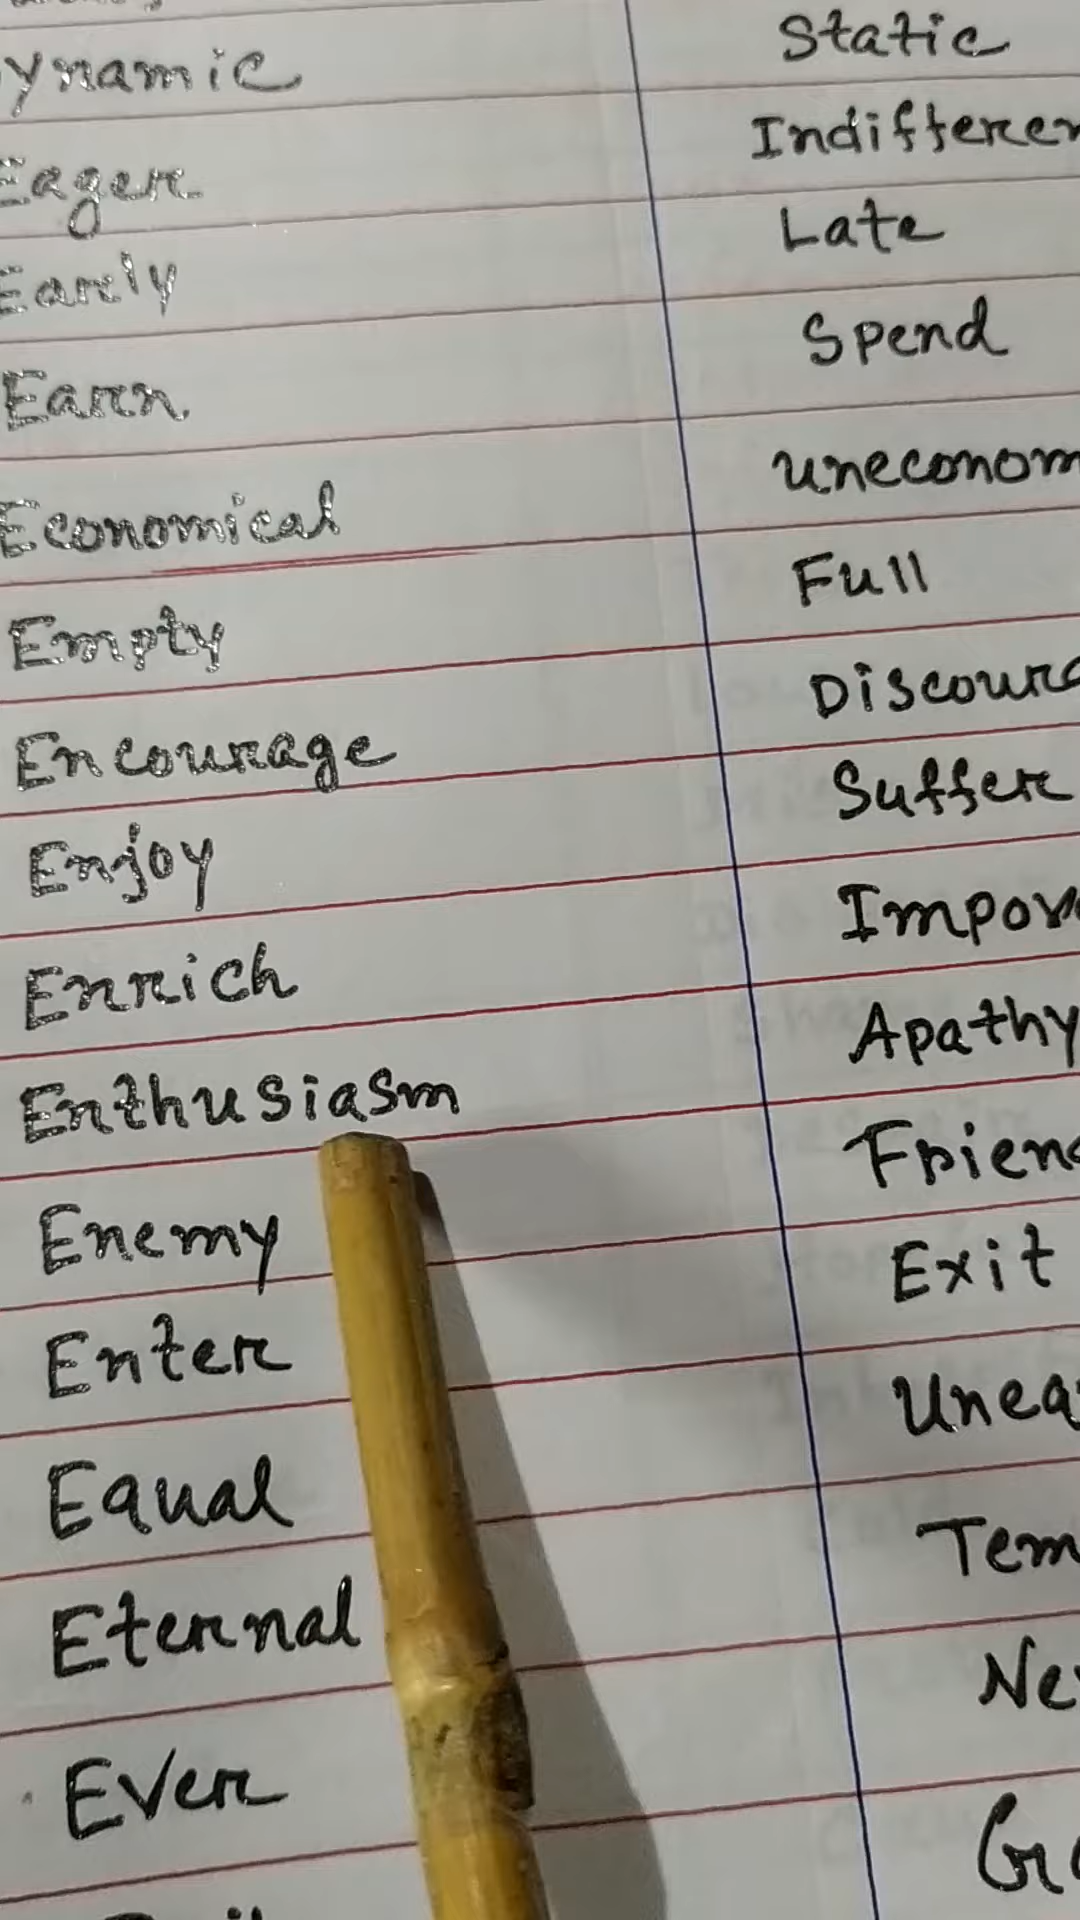 ynamic Static
Eager Indifferen
Early Late
Earn Spend
Economical uneconom
Empty Full
Encourage Discoura
Enjoy Suffer
Enrich Impov
Enthusiasm Apathy
Enemy Frien
Enter Exit
Equal Unea
Eternal Tem
Ever Ne